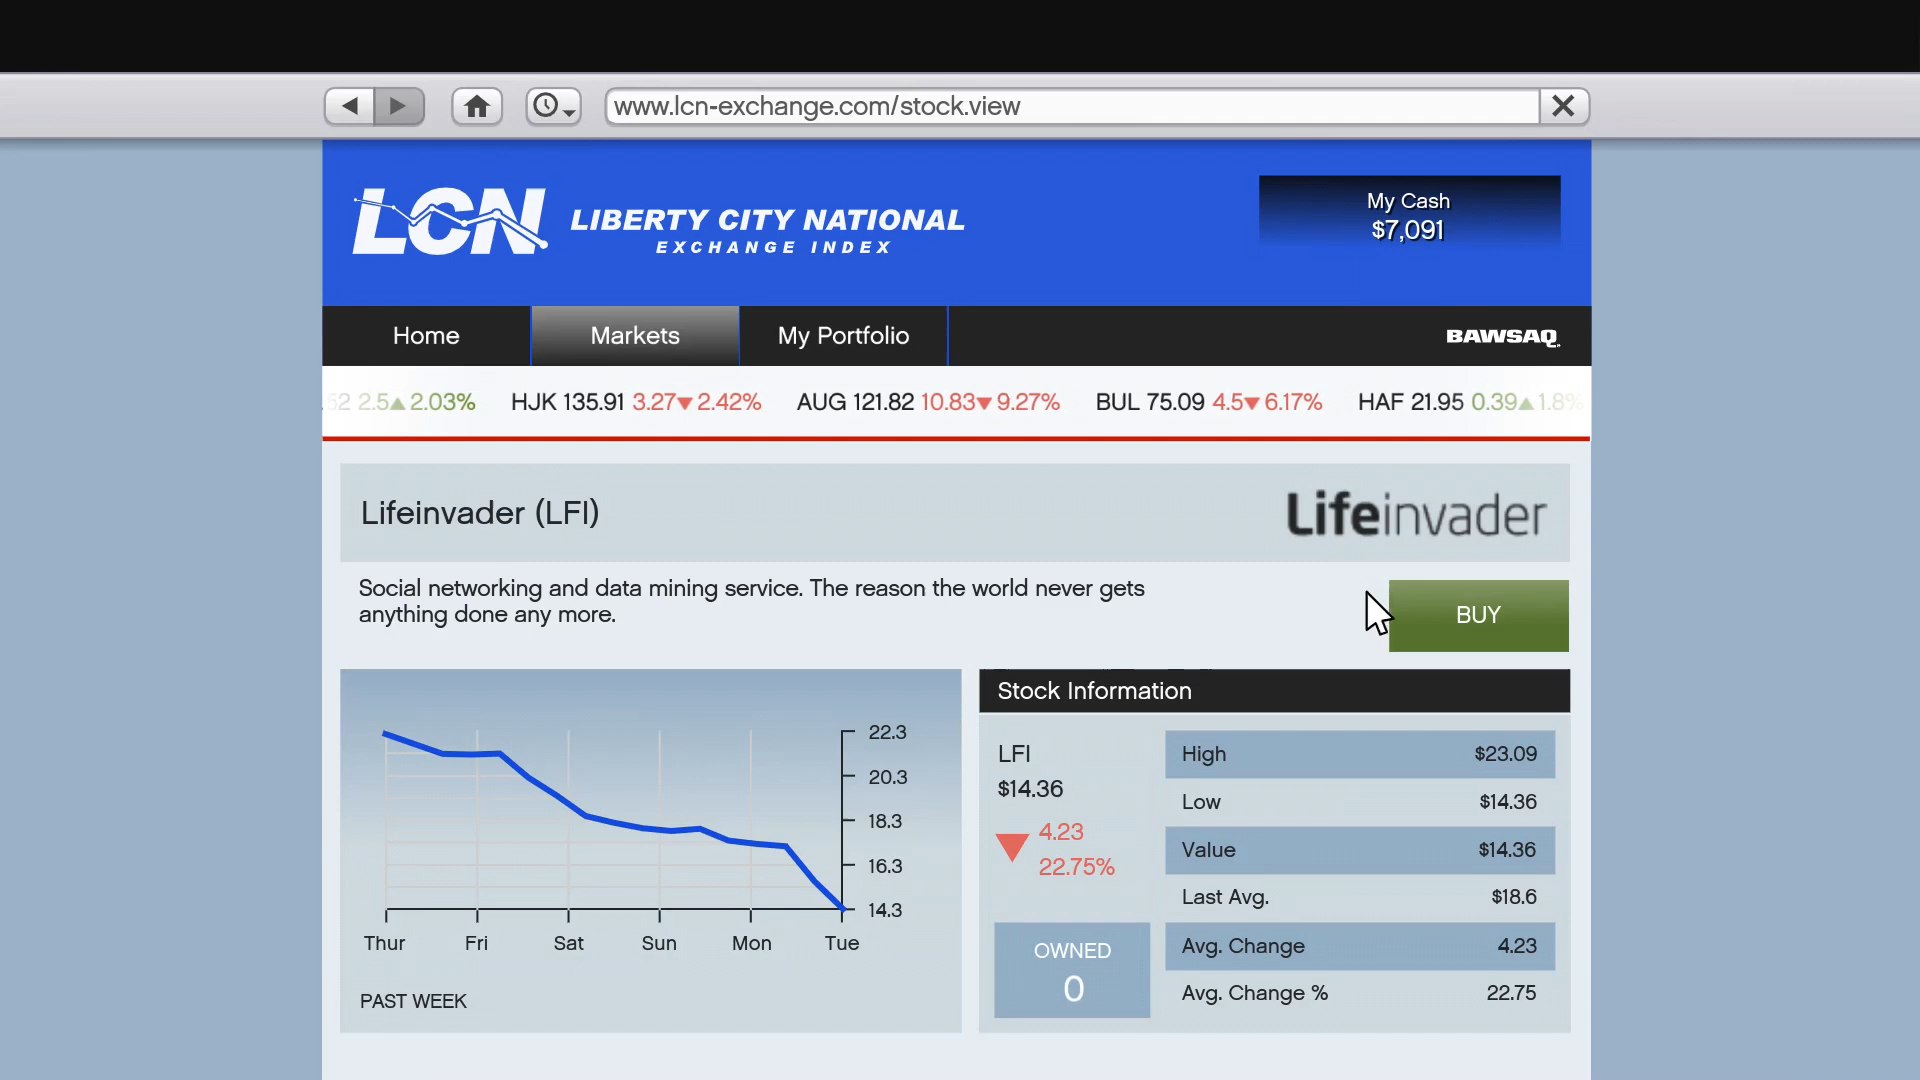 www.lcn-exchange.com/stock.view
LCN
LIBERTY CITY NATIONAL
EXCHANGE INDEX
My Cash
$7,091
Home
Markets
My Portfolio
BAWSAQ
.52 2.5▲2.03% HJK 135.91 3.27▼2.42% AUG 121.82 10.83▼9.27% BUL 75.09 4.5▼6.17% HAF 21.95 0.39▲1.8%
Lifeinvader (LFI)
Lifeinvader
Social networking and data mining service. The reason the world never gets
anything done any more.
BUY
22.3
20.3
18.3
16.3
14.3
Thur Fri Sat Sun Mon Tue
PAST WEEK
Stock Information
LFI
$14.36
▼ 4.23
22.75%
OWNED
0
High $23.09
Low $14.36
Value $14.36
Last Avg. $18.6
Avg. Change 4.23
Avg. Change % 22.75